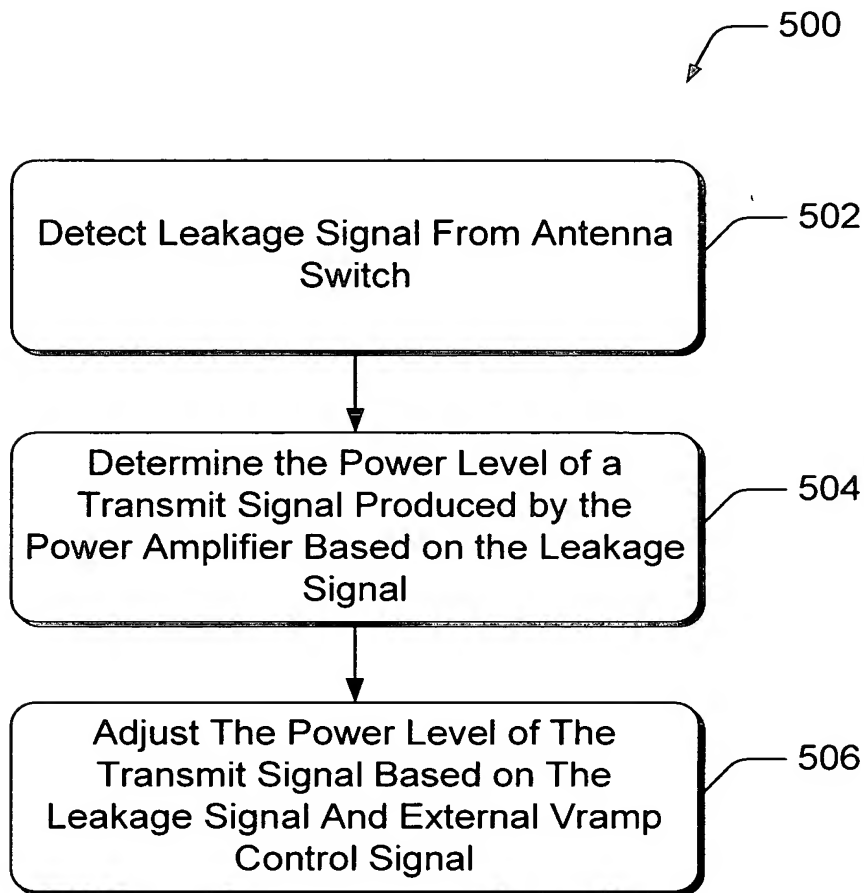 500
Detect Leakage Signal From Antenna
Switch
502
Determine the Power Level of a
Transmit Signal Produced by the
Power Amplifier Based on the Leakage
Signal
504
Adjust The Power Level of The
Transmit Signal Based on The
Leakage Signal And External Vramp
Control Signal
506